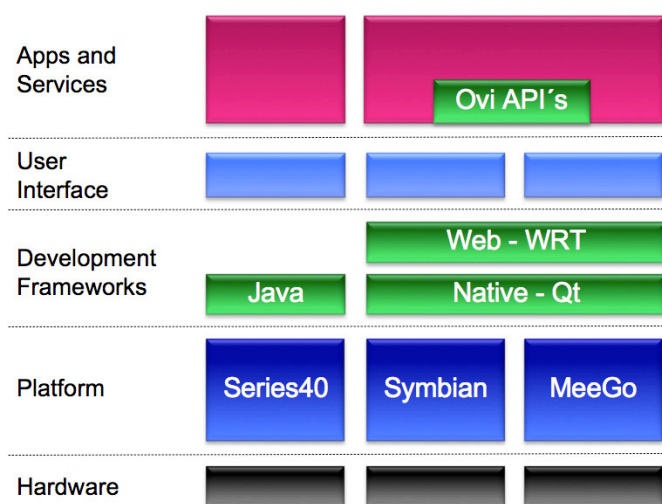 Apps and
Services
Ovi API´s
User
Interface
Development
Frameworks
Web - WRT
Java
Native - Qt
Platform
Series40
Symbian
MeeGo
Hardware